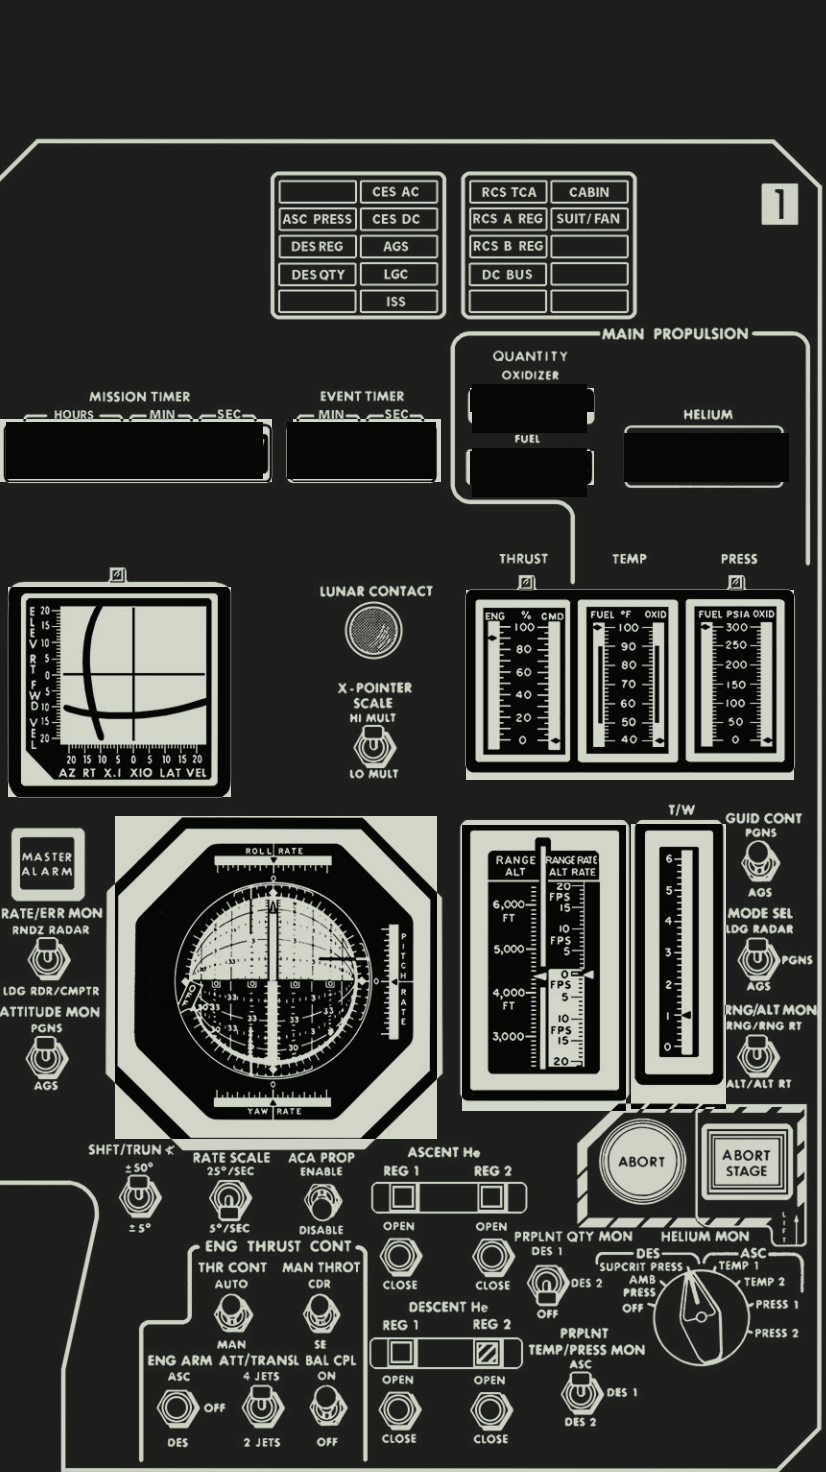 1
CES AC
ASC PRESS CES DC
DES REG AGS
DES QTY LGC
ISS
RCS TCA CABIN
RCS A REG SUIT/FAN
RCS B REG
DC BUS
MAIN PROPULSION
QUANTITY
OXIDIZER
FUEL
HELIUM
MISSION TIMER
HOURS MIN SEC
EVENT TIMER
MIN SEC
ELEV RT FWD VEL
20
15
10
5
0
5
10
15
20
20 15 10 5 0 5 10 15 20
AZ RT X.1 X10 LAT VEL
LUNAR CONTACT
X-POINTER
SCALE
HI MULT
LO MULT
THRUST
ENG % CMD
100
80
60
40
20
0
TEMP
FUEL °F OXID
100
90
80
70
60
50
40
PRESS
FUEL PSIA OXID
300
250
200
150
100
50
0
MASTER
ALARM
RATE/ERR MON
RNDZ RADAR
LDG RDR/CMPTR
ATTITUDE MON
PGNS
AGS
ROLL RATE
PITCH RATE
YAW RATE
RANGE
ALT
6,000
FT
5,000
4,000
FT
3,000
RANGE RATE
ALT RATE
20
FPS
15
10
FPS
5
0
FPS
5
10
FPS
15
20
T/W
6
5
4
3
2
1
0
GUID CONT
PGNS
AGS
MODE SEL
LDG RADAR
PGNS
AGS
RNG/ALT MON
RNG/RNG RT
ALT/ALT RT
ABORT
ABORT
STAGE
LIFT
SHFT/TRUN ∢
±50°
±5°
RATE SCALE
25°/SEC
5°/SEC
ACA PROP
ENABLE
DISABLE
ASCENT He
REG 1 REG 2
OPEN OPEN
CLOSE CLOSE
DESCENT He
REG 1 REG 2
OPEN OPEN
CLOSE CLOSE
ENG THRUST CONT
THR CONT
AUTO
MAN
MAN THROT
CDR
SE
ENG ARM
ASC
OFF
DES
ATT/TRANSL
4 JETS
2 JETS
BAL CPL
ON
OFF
PRPLNT QTY MON
DES 1
DES 2
OFF
HELIUM MON
DES ASC
SUPCRIT PRESS
AMB
PRESS
OFF
TEMP 1
TEMP 2
PRESS 1
PRESS 2
PRPLNT
TEMP/PRESS MON
ASC
DES 1
DES 2